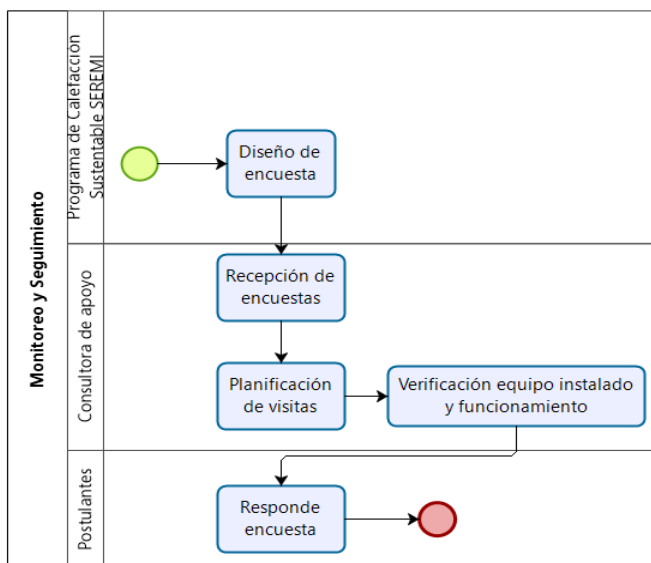 Monitoreo y Seguimiento
Programa de Calefacción
Sustentable SEREMI
Diseño de
encuesta
Consultora de apoyo
Recepción de
encuestas
Planificación
de visitas
Verificación equipo instalado
y funcionamiento
Postulantes
Responde
encuesta